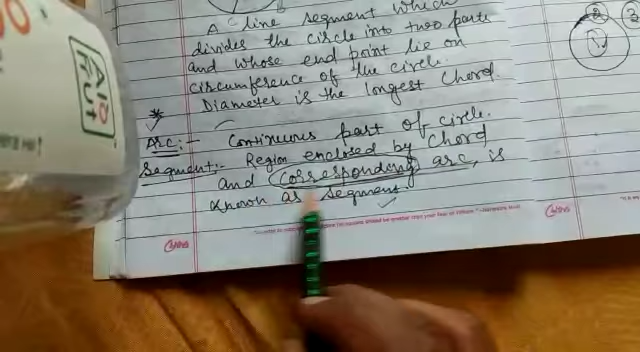 A line segment which
divides the circle into two parts
and whose end point lie on
circumference of the circle.
Diameter is the longest Chord.
Arc:- Continuous part of circle.
Segment:- Region enclosed by Chord
and corresponding arc, is
known as segment.